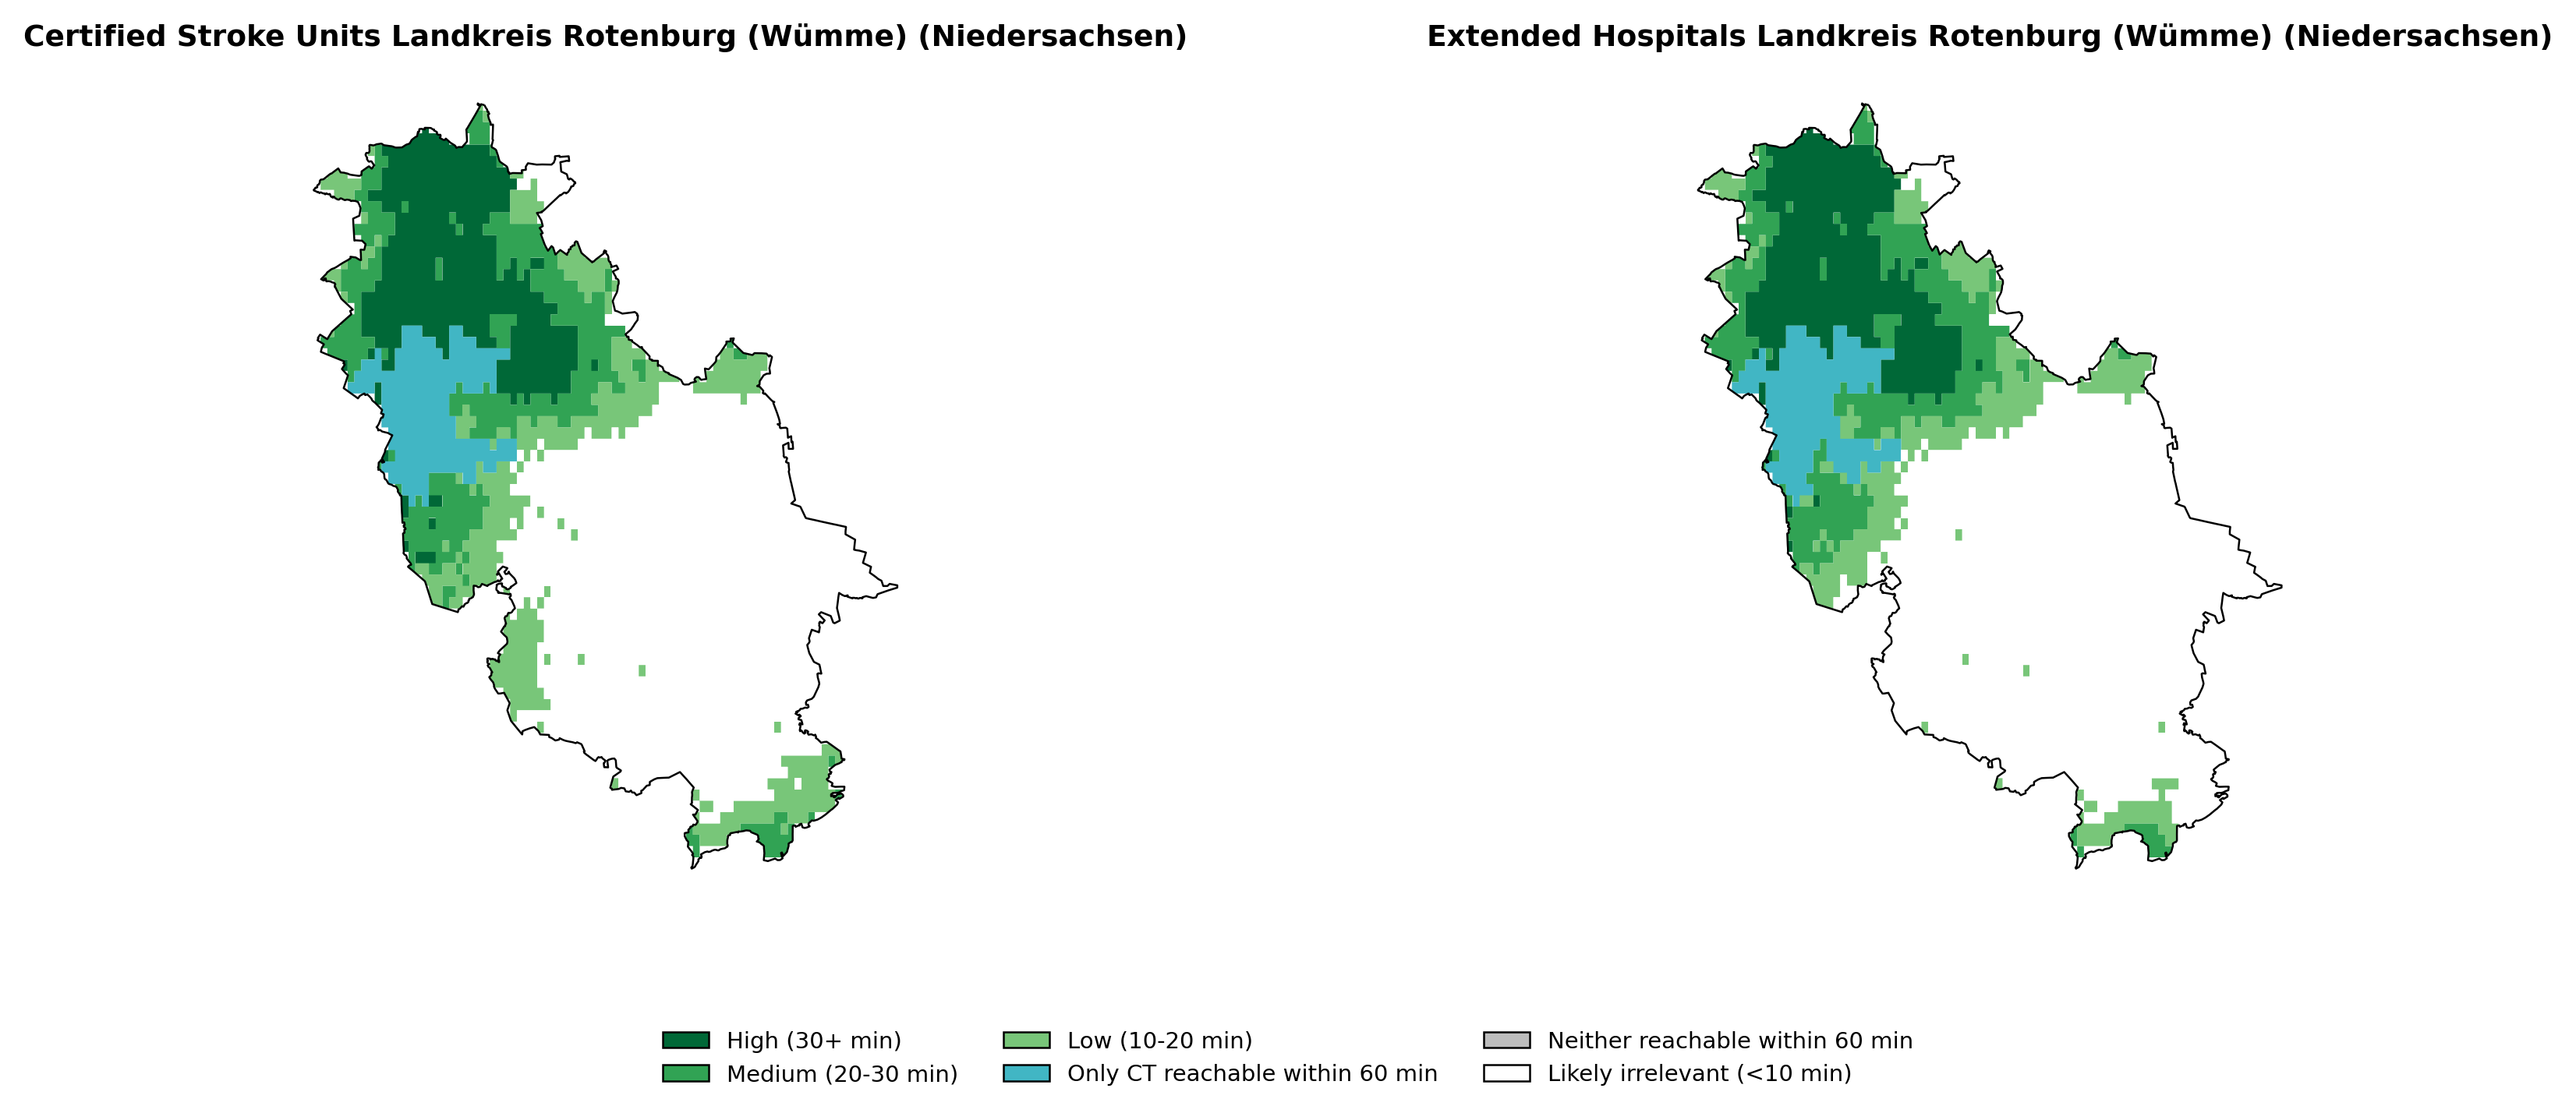 Certified Stroke Units Landkreis Rotenburg (Wümme) (Niedersachsen)
Extended Hospitals Landkreis Rotenburg (Wümme) (Niedersachsen)
High (30+ min)
Medium (20-30 min)
Low (10-20 min)
Only CT reachable within 60 min
Neither reachable within 60 min
Likely irrelevant (<10 min)